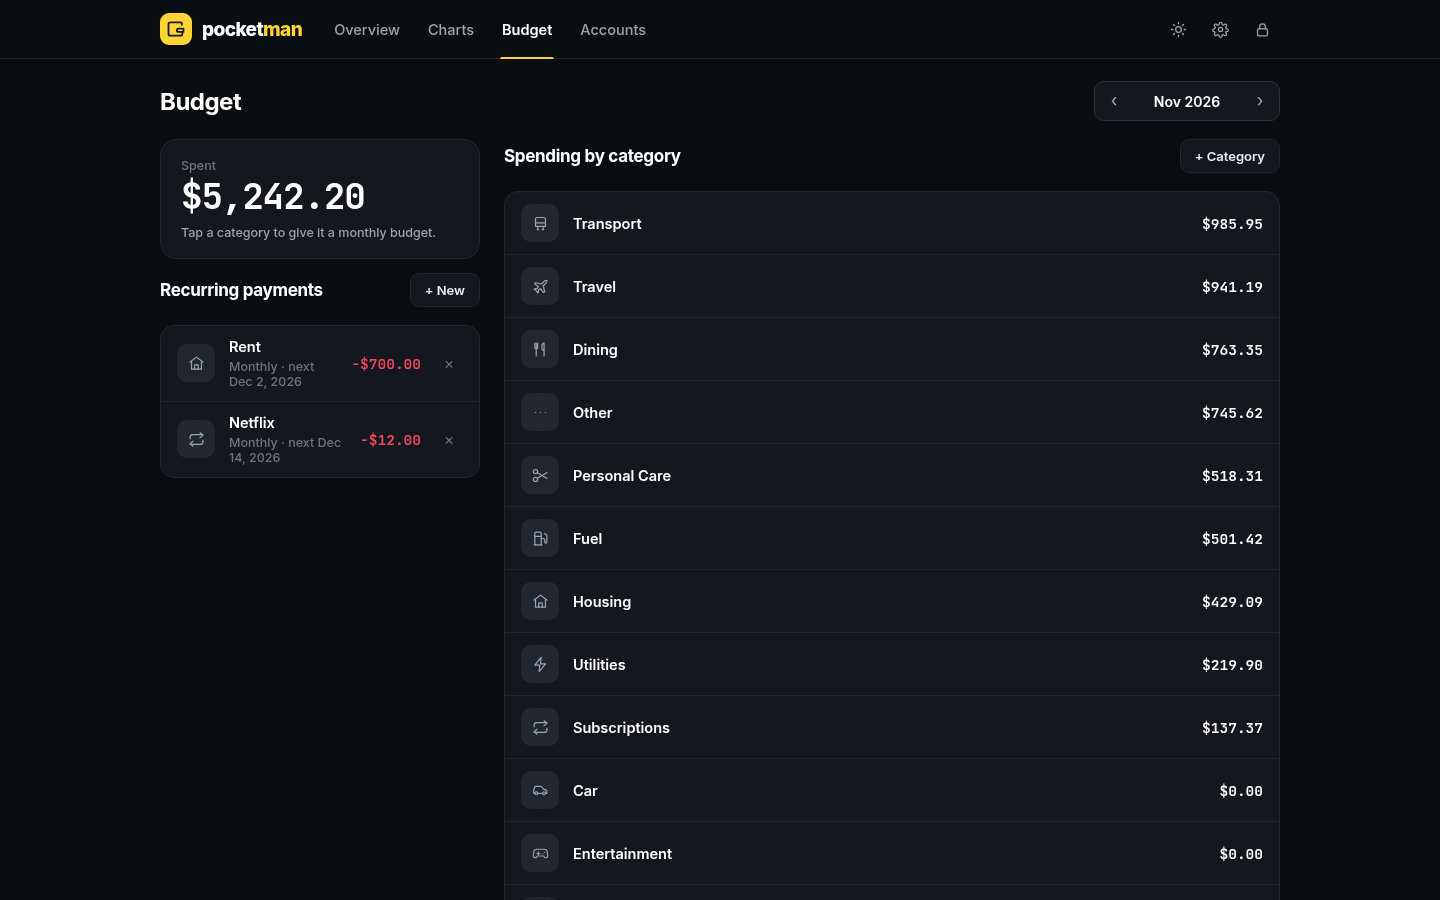 pocketman
Overview
Charts
Budget
Accounts
Budget
Nov 2026
Spent
$5,242.20
Tap a category to give it a monthly budget.
Recurring payments
+ New
Rent
Monthly · next
Dec 2, 2026
-$700.00
Netflix
Monthly · next Dec
14, 2026
-$12.00
Spending by category
+ Category
Transport
$985.95
Travel
$941.19
Dining
$763.35
Other
$745.62
Personal Care
$518.31
Fuel
$501.42
Housing
$429.09
Utilities
$219.90
Subscriptions
$137.37
Car
$0.00
Entertainment
$0.00